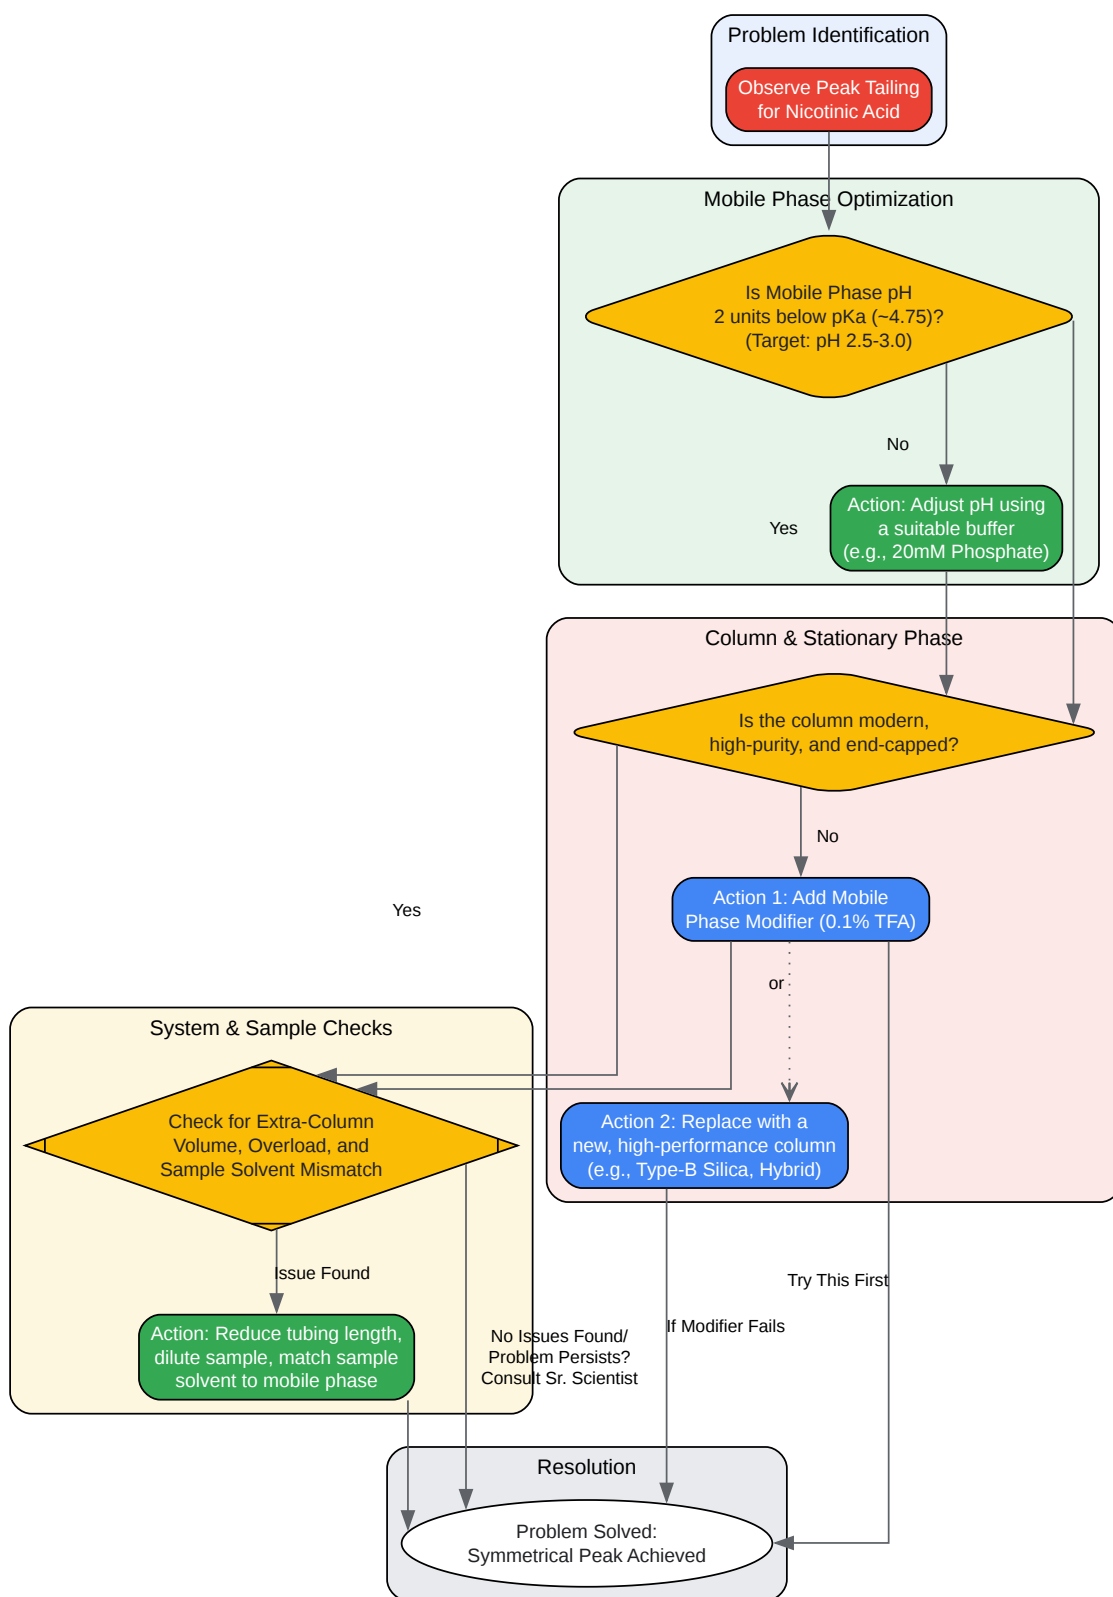 Problem Identification
Observe Peak Tailing
for Nicotinic Acid
Mobile Phase Optimization
Is Mobile Phase pH
2 units below pKa (~4.75)?
(Target: pH 2.5-3.0)
No
Yes
Action: Adjust pH using
a suitable buffer
(e.g., 20mM Phosphate)
Column & Stationary Phase
Is the column modern,
high-purity, and end-capped?
No
Yes
Action 1: Add Mobile
Phase Modifier (0.1% TFA)
or
System & Sample Checks
Check for Extra-Column
Volume, Overload, and
Sample Solvent Mismatch
Action 2: Replace with a
new, high-performance column
(e.g., Type-B Silica, Hybrid)
Issue Found
Try This First
If Modifier Fails
No Issues Found/
Problem Persists?
Consult Sr. Scientist
Action: Reduce tubing length,
dilute sample, match sample
solvent to mobile phase
Resolution
Problem Solved:
Symmetrical Peak Achieved